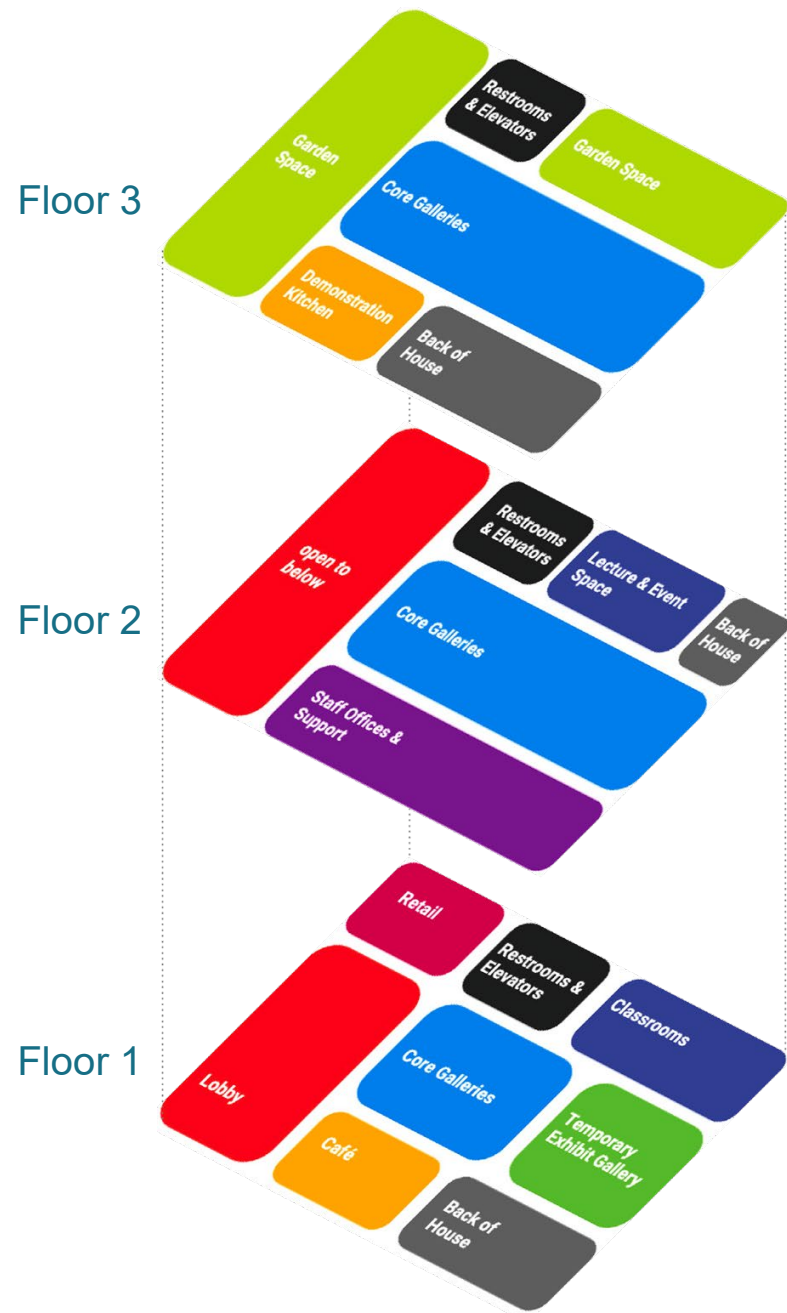 Floor 3
Garden
Space
Restrooms
& Elevators
Garden Space
Core Galleries
Demonstration
Kitchen
Back of
House
Floor 2
open to
below
Restrooms
& Elevators
Lecture & Event
Space
Back of
House
Core Galleries
Staff Offices &
Support
Floor 1
Retail
Restrooms &
Elevators
Classrooms
Lobby
Core Galleries
Temporary
Exhibit Gallery
Café
Back of
House